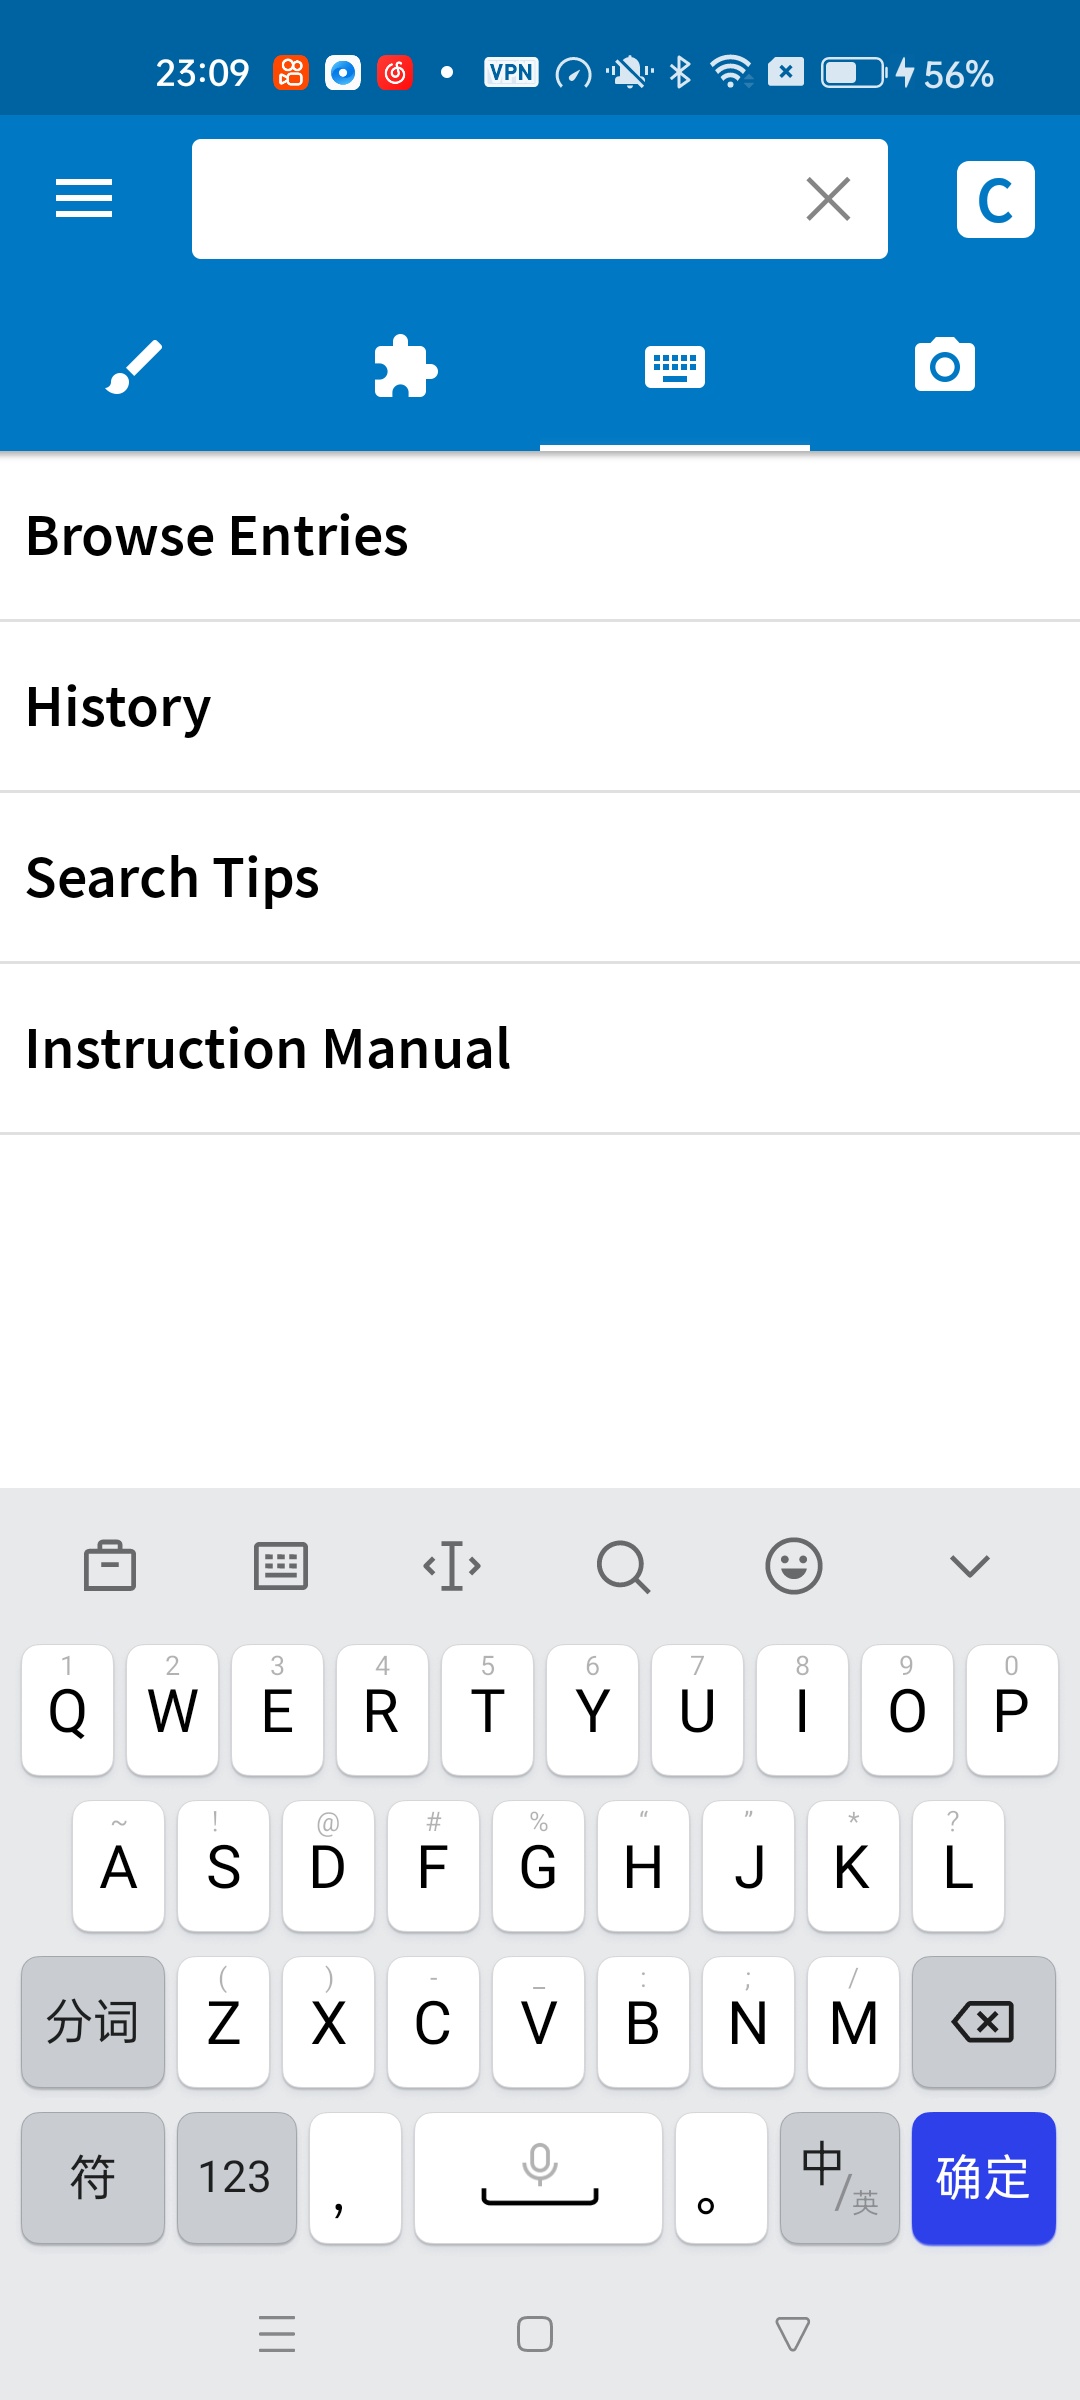 23:09 VPN 56%
C
Browse Entries
History
Search Tips
Instruction Manual
1 2 3 4 5 6 7 8 9 0
Q W E R T Y U I O P
~ ! @ # % “ ” * ?
A S D F G H J K L
( ) - _ : ; /
分词 Z X C V B N M
符 123 , 。 中/英 确定